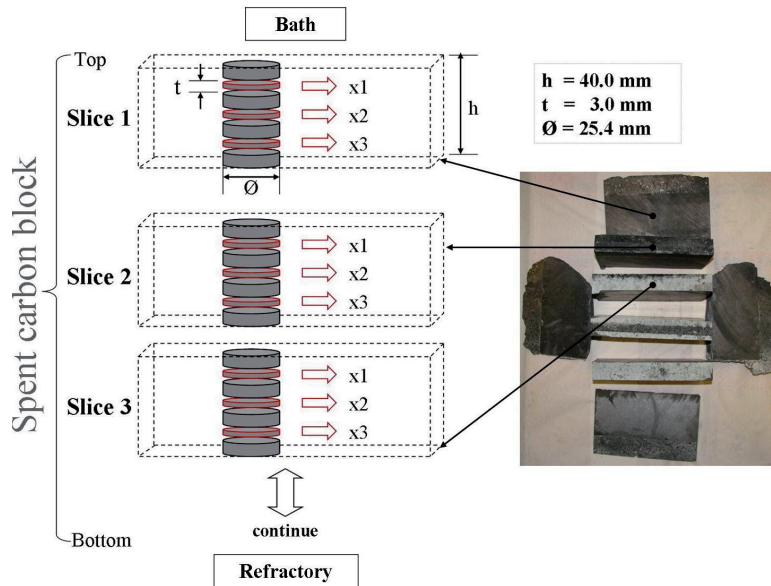 Bath
Top
h = 40.0 mm
t = 3.0 mm
Ø = 25.4 mm
t
x1
Slice 1
x2
h
x3
Ø
Spent carbon block
x1
Slice 2
x2
x3
x1
Slice 3
x2
x3
continue
Bottom
Refractory